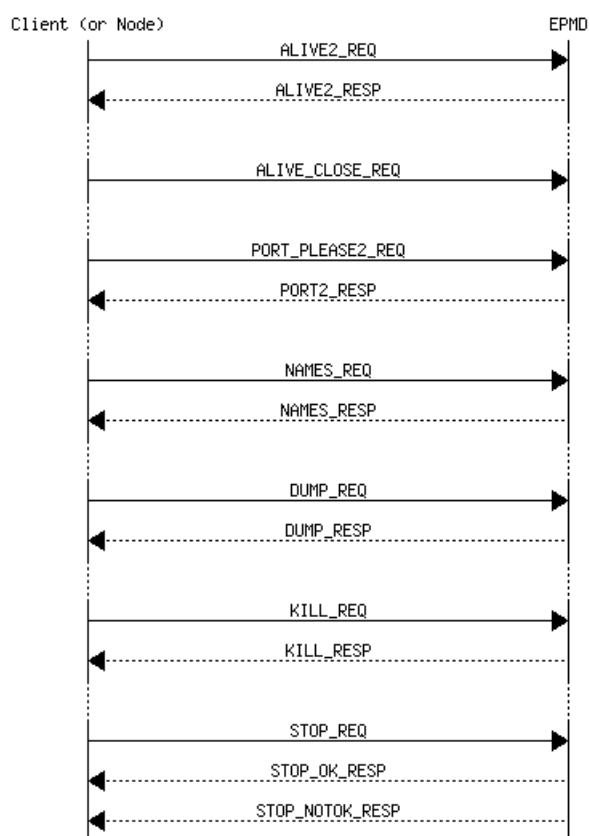 Client (or Node) EPMD
ALIVE2_REQ
ALIVE2_RESP
ALIVE_CLOSE_REQ
PORT_PLEASE2_REQ
PORT2_RESP
NAMES_REQ
NAMES_RESP
DUMP_REQ
DUMP_RESP
KILL_REQ
KILL_RESP
STOP_REQ
STOP_OK_RESP
STOP_NOTOK_RESP